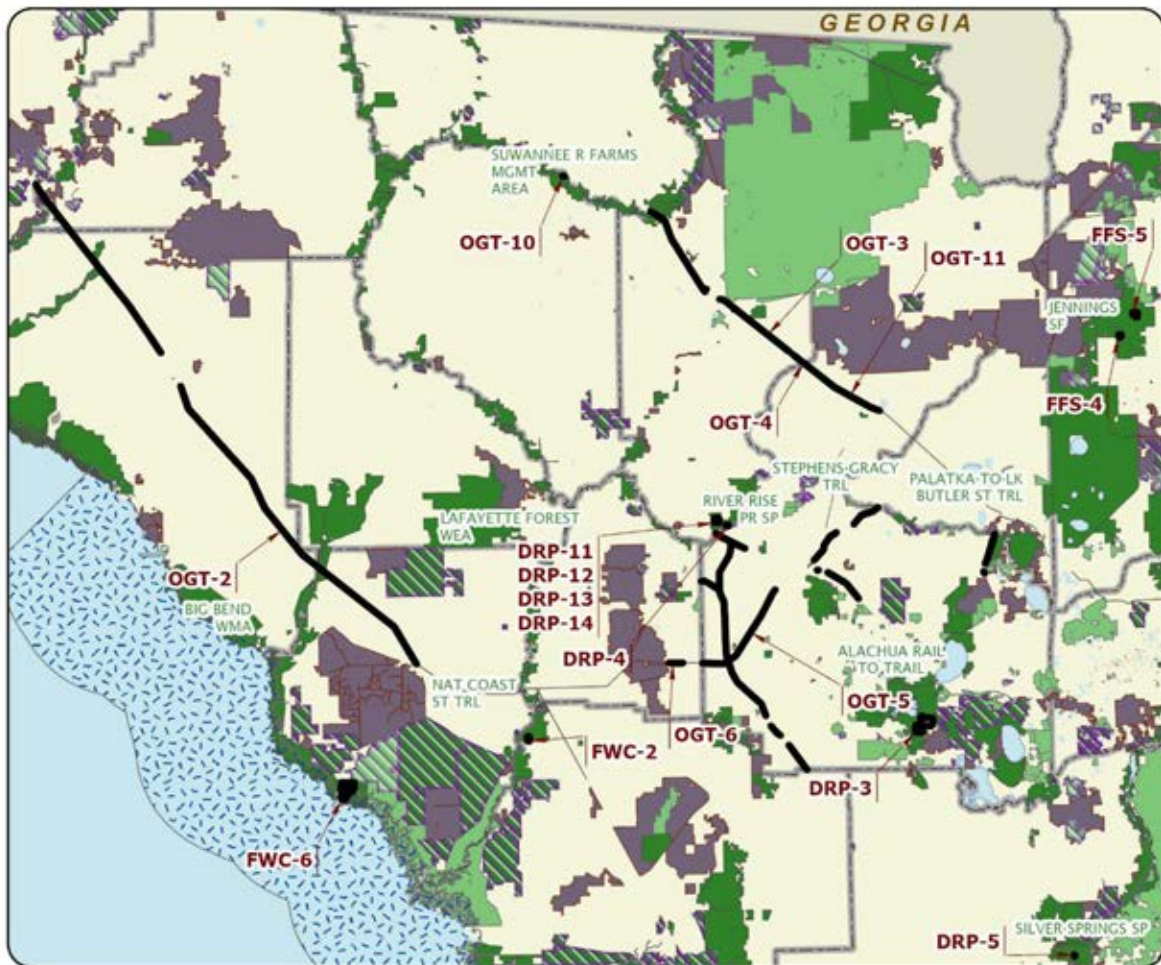 GEORGIA
SUWANNEE R FARMS
MGMT
AREA
OGT-10
OGT-3
OGT-11
FFS-5
JENNINGS
SF
FFS-4
OGT-4
STEPHENS-GRACY
TRL
PALATKA-TO-LK
BUTLER ST TRL
RIVER RISE
PR SP
LAFAYETTE FOREST
WEA
DRP-11
DRP-12
DRP-13
DRP-14
OGT-2
BIG BEND
WMA
DRP-4
ALACHUA RAIL
TO TRAIL
NAT COAST
ST TRL
OGT-5
OGT-6
FWC-2
DRP-3
FWC-6
SILVER SPRINGS SP
DRP-5